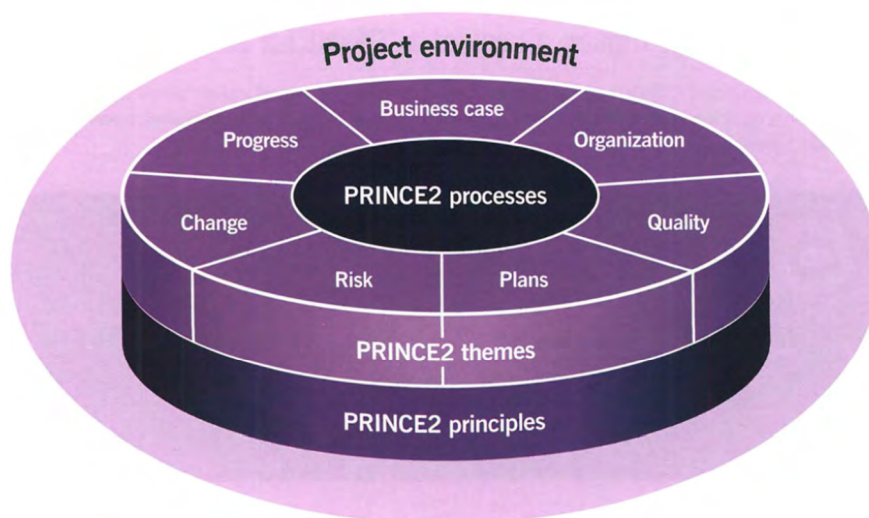 Project environment
Business case
Progress
Organization
PRINCE2 processes
Change
Quality
Risk
Plans
PRINCE2 themes
PRINCE2 principles